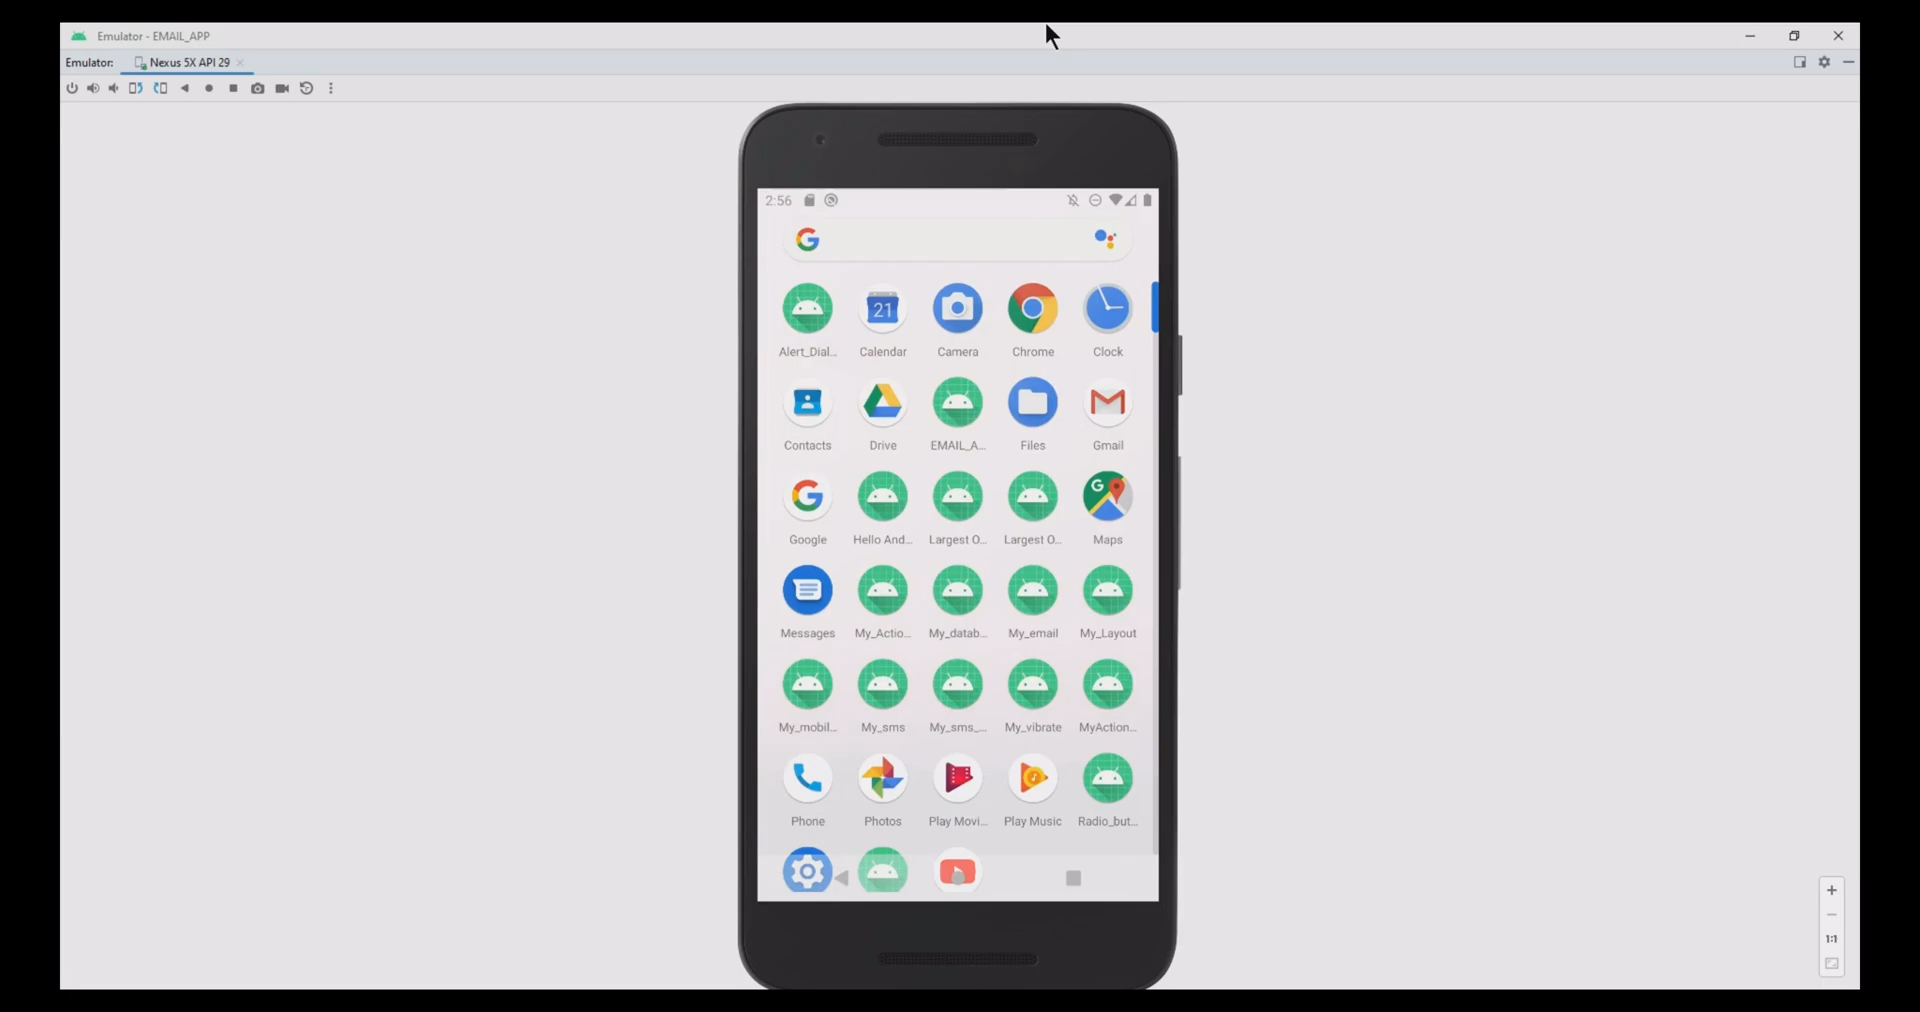 Emulator - EMAIL_APP
Emulator: Nexus 5X API 29
2:56
G
Alert_Dial... Calendar Camera Chrome Clock
21
Contacts Drive EMAIL_A... Files Gmail
Google Hello And... Largest O... Largest O... Maps
Messages My_Actio... My_datab... My_email My_Layout
My_mobil... My_sms My_sms_... My_vibrate MyAction...
Phone Photos Play Movi... Play Music Radio_but...
1:1